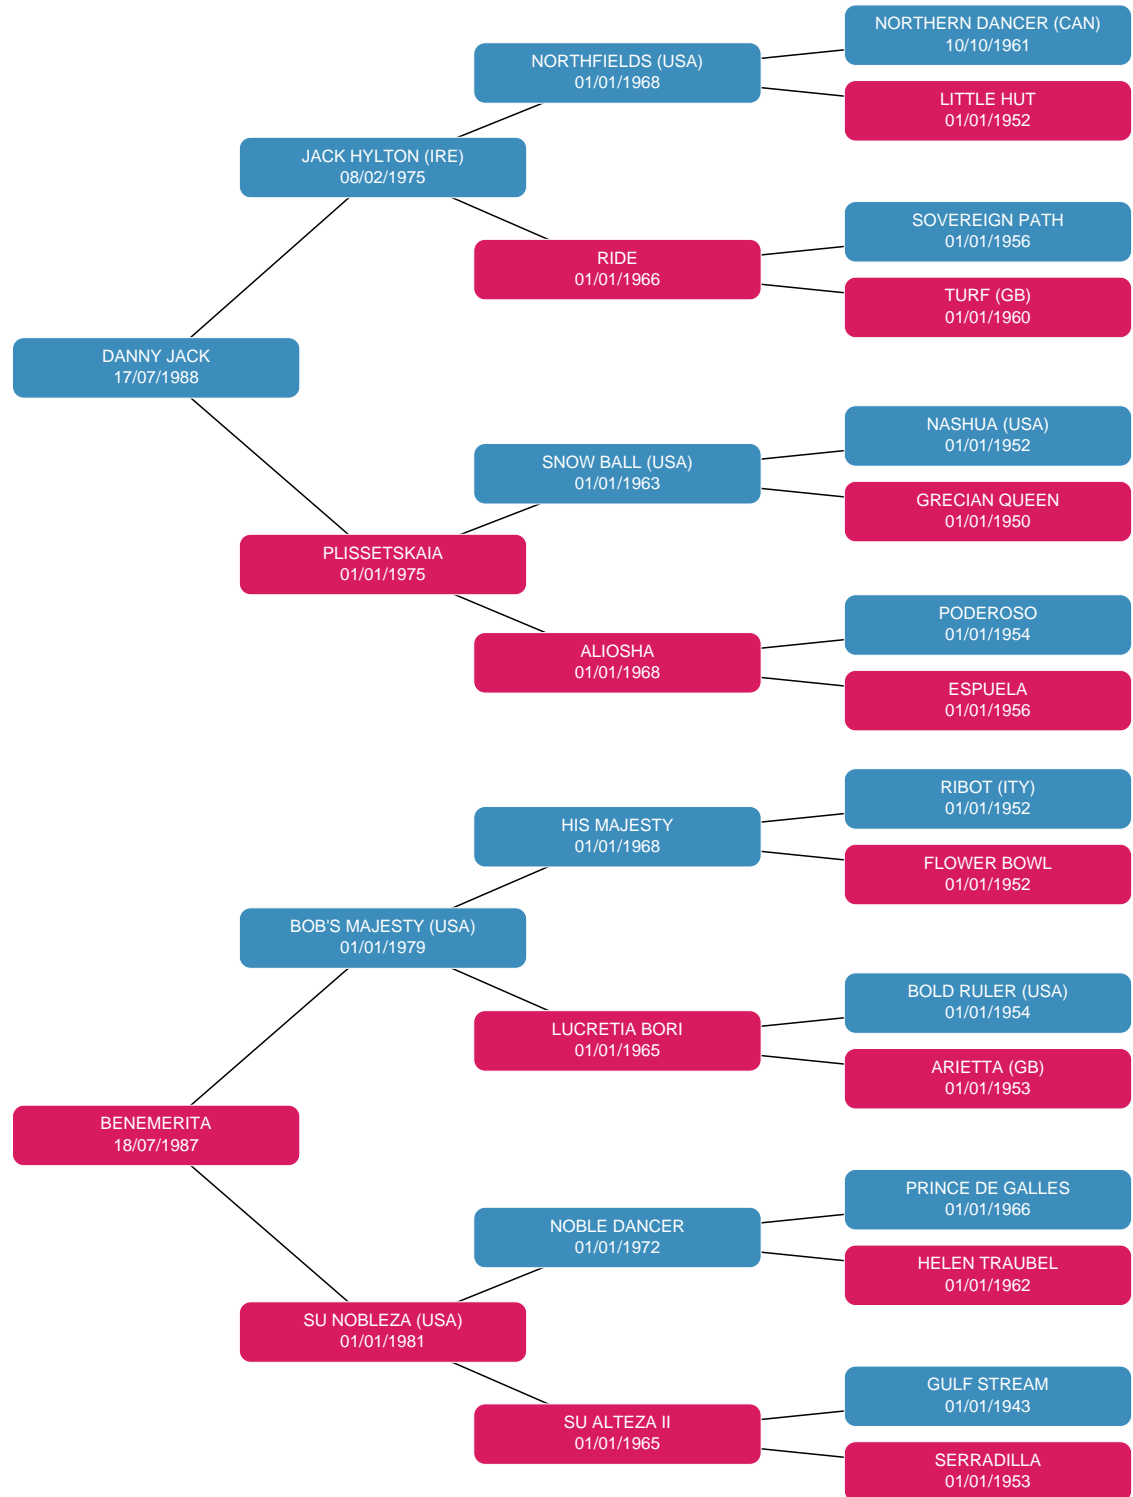 NORTHERN DANCER (CAN)
10/10/1961
NORTHFIELDS (USA)
01/01/1968
LITTLE HUT
01/01/1952
JACK HYLTON (IRE)
08/02/1975
SOVEREIGN PATH
01/01/1956
RIDE
01/01/1966
TURF (GB)
01/01/1960
DANNY JACK
17/07/1988
NASHUA (USA)
01/01/1952
SNOW BALL (USA)
01/01/1963
GRECIAN QUEEN
01/01/1950
PLISSETSKAIA
01/01/1975
PODEROSO
01/01/1954
ALIOSHA
01/01/1968
ESPUELA
01/01/1956
RIBOT (ITY)
01/01/1952
HIS MAJESTY
01/01/1968
FLOWER BOWL
01/01/1952
BOB'S MAJESTY (USA)
01/01/1979
BOLD RULER (USA)
01/01/1954
LUCRETIA BORI
01/01/1965
ARIETTA (GB)
01/01/1953
BENEMERITA
18/07/1987
PRINCE DE GALLES
01/01/1966
NOBLE DANCER
01/01/1972
HELEN TRAUBEL
01/01/1962
SU NOBLEZA (USA)
01/01/1981
GULF STREAM
01/01/1943
SU ALTEZA II
01/01/1965
SERRADILLA
01/01/1953